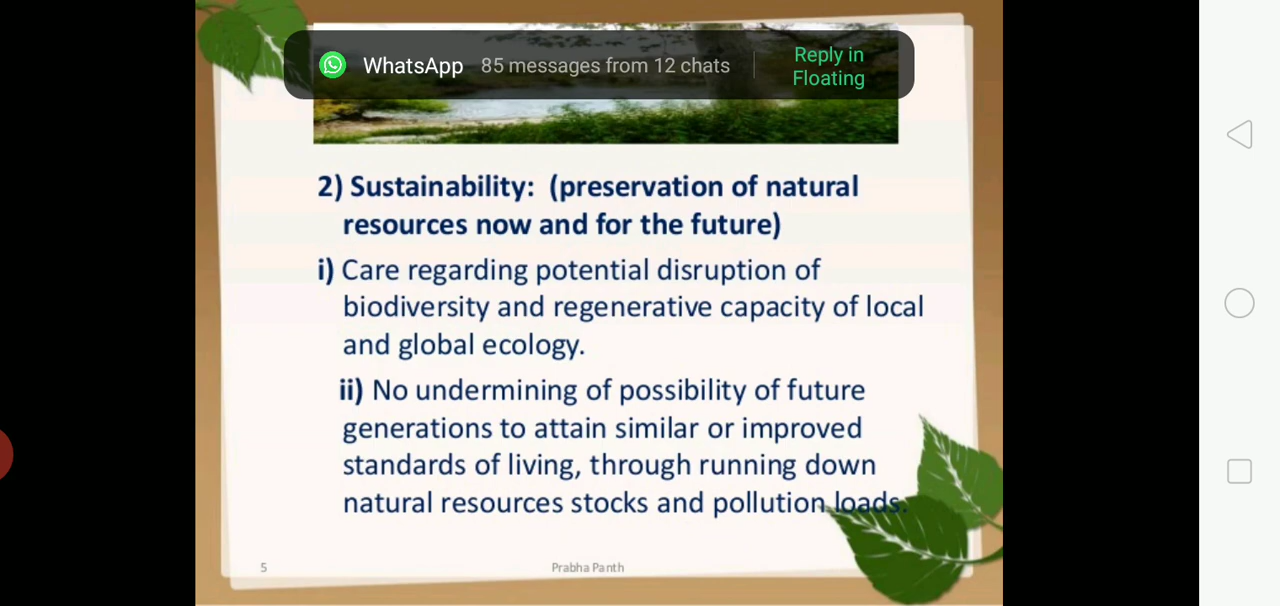 WhatsApp 85 messages from 12 chats
Reply in
Floating
2) Sustainability: (preservation of natural
resources now and for the future)
i) Care regarding potential disruption of
biodiversity and regenerative capacity of local
and global ecology.
ii) No undermining of possibility of future
generations to attain similar or improved
standards of living, through running down
natural resources stocks and pollution loads.
5 Prabha Panth